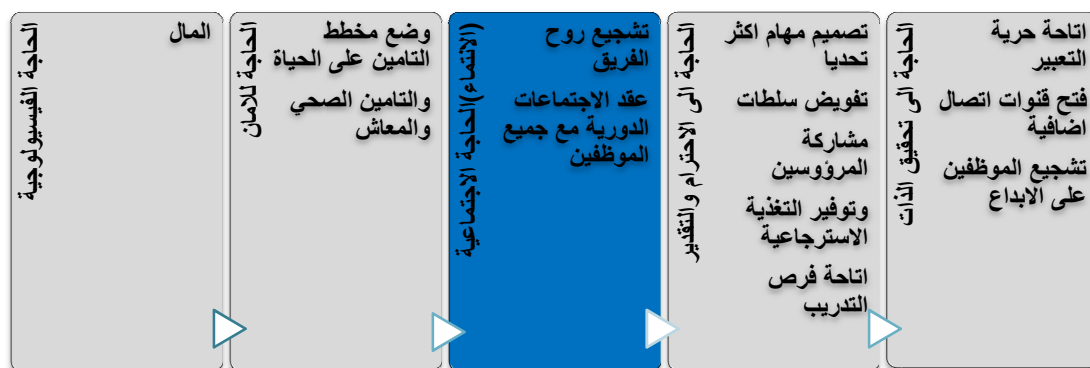 الحاجة الفيسيولوجية
المال
الحاجة للامان
وضع مخطط
التامين على الحياة
والتامين الصحي
والمعاش
الحاجة الاجتماعية(الانتماء)
تشجيع روح
الفريق
عقد الاجتماعات
الدورية مع جميع
الموظفين
الحاجة الى الاحترام والتقدير
تصميم مهام اكثر
تحديا
تفويض سلطات
مشاركة
المرؤوسين
وتوفير التغذية
الاسترجاعية
اتاحة فرص
التدريب
الحاجة الى تحقيق الذات
اتاحة حرية
التعبير
فتح قنوات اتصال
اضافية
تشجيع الموظفين
على الابداع